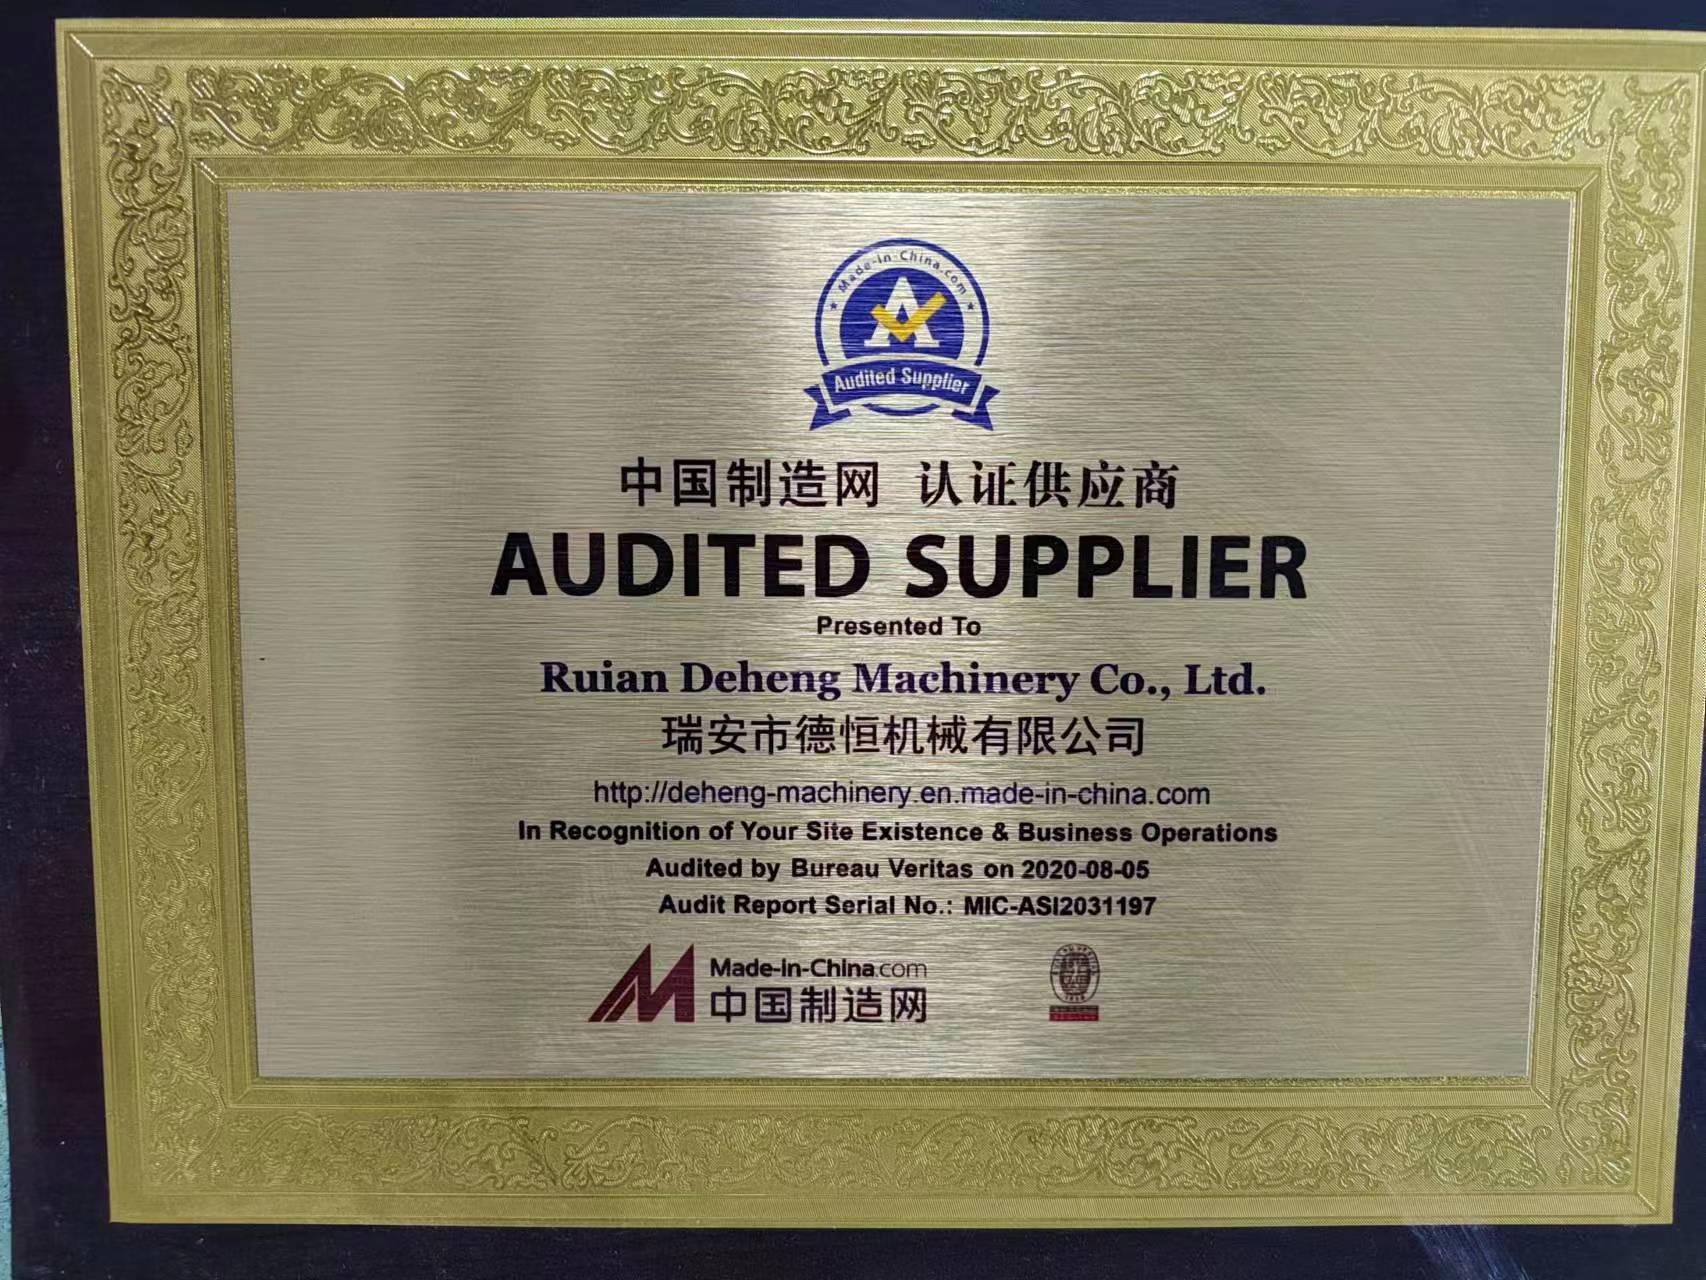 Made-in-China.com
A
Audited Supplier
中国制造网 认证供应商
AUDITED SUPPLIER
Presented To
Ruian Deheng Machinery Co., Ltd.
瑞安市德恒机械有限公司
http://deheng-machinery.en.made-in-china.com
In Recognition of Your Site Existence & Business Operations
Audited by Bureau Veritas on 2020-08-05
Audit Report Serial No.: MIC-ASI2031197
Made-in-China.com
中国制造网